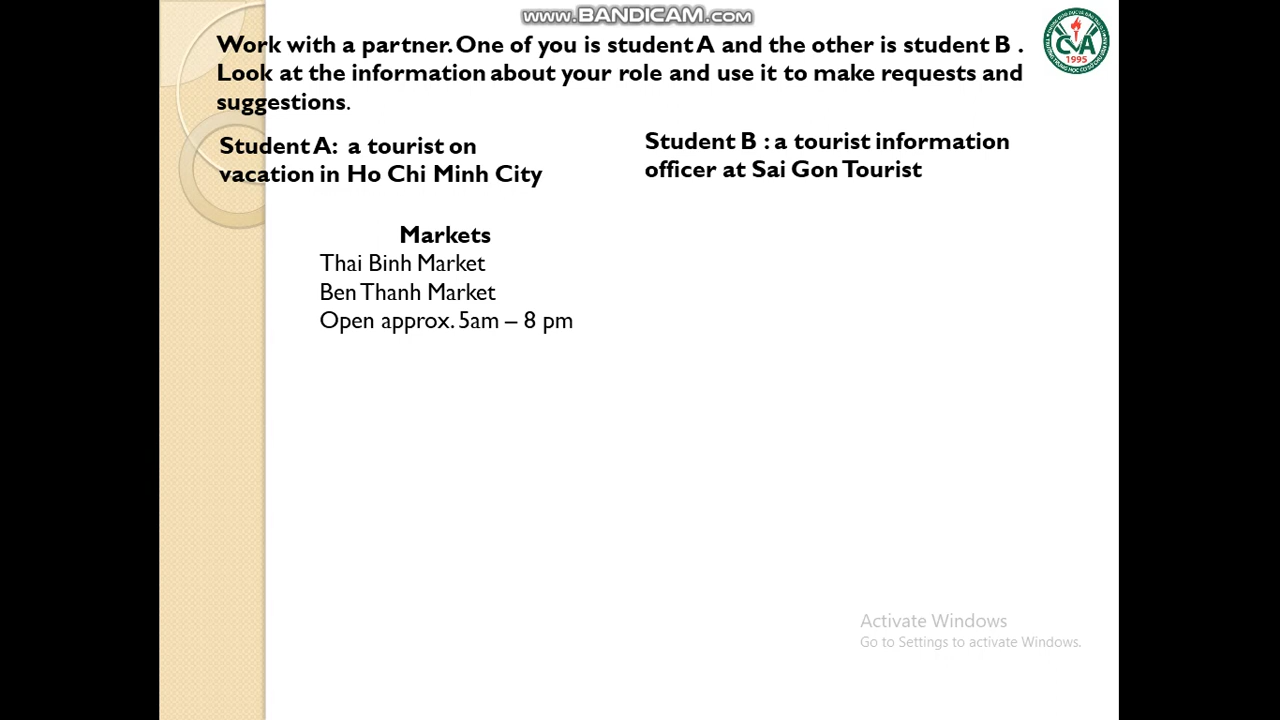 www.BANDICAM.com
Work with a partner. One of you is student A and the other is student B .
Look at the information about your role and use it to make requests and
suggestions.
Student A: a tourist on
vacation in Ho Chi Minh City
Student B : a tourist information
officer at Sai Gon Tourist
Markets
Thai Binh Market
Ben Thanh Market
Open approx. 5am – 8 pm
CVA
1995
Activate Windows
Go to Settings to activate Windows.